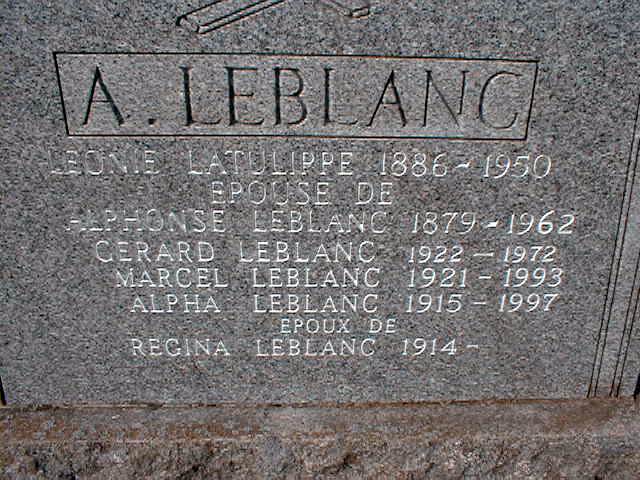 A. LEBLANC
LEONIE LATULIPPE 1886 - 1950
EPOUSE DE
ALPHONSE LEBLANC 1879 - 1962
GERARD LEBLANC 1922 - 1972
MARCEL LEBLANC 1921 - 1993
ALPHA LEBLANC 1915 - 1997
EPOUX DE
REGINA LEBLANC 1914 -